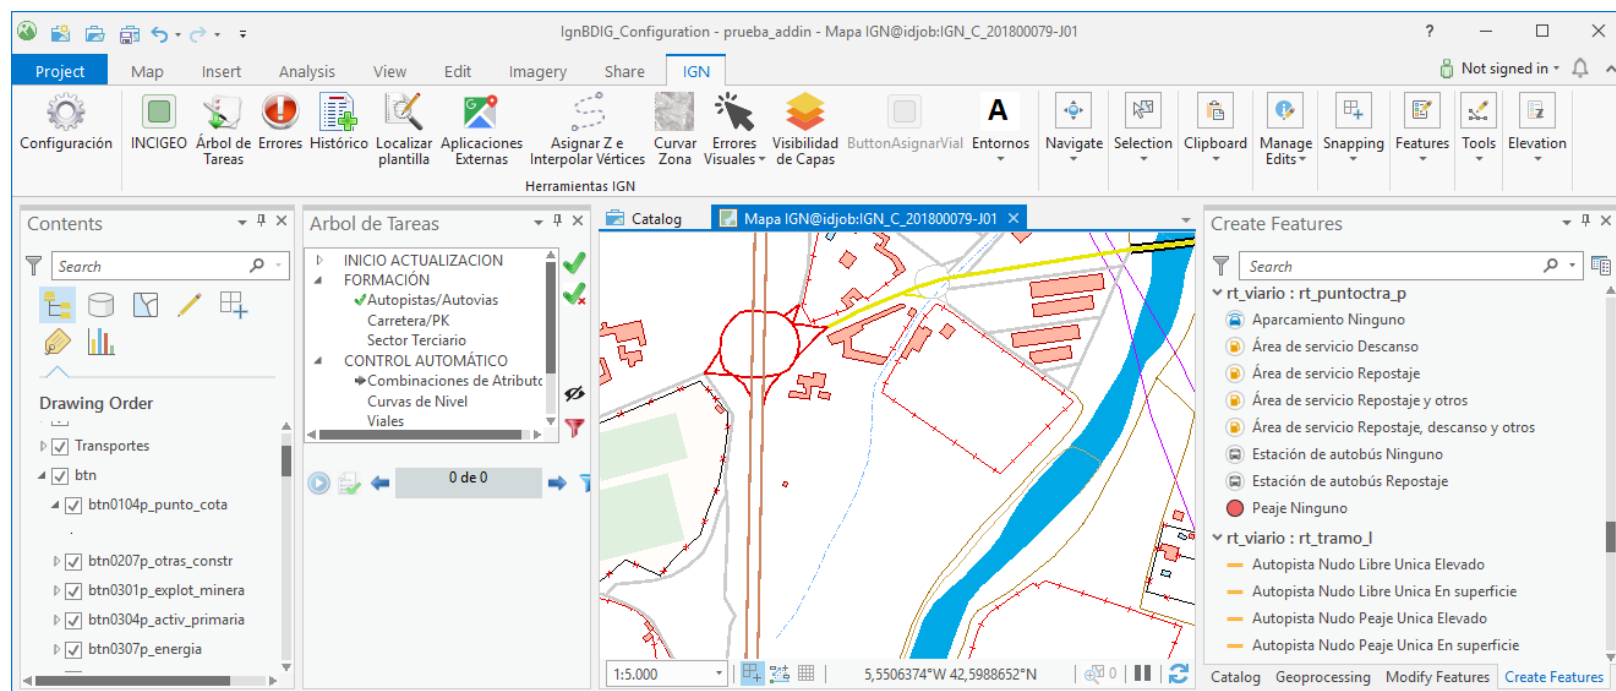 IgnBDIG_Configuration - prueba_addin - Mapa IGN@idjob:IGN_C_201800079-J01
?
Project Map Insert Analysis View Edit Imagery Share IGN
Not signed in
Configuración
INCIGEO
Árbol de
Tareas
Errores
Histórico
Localizar
plantilla
Aplicaciones
Externas
Asignar Z e
Interpolar Vértices
Curvar
Zona
Errores
Visuales
Visibilidad
de Capas
ButtonAsignarVial
A
Entornos
Navigate
Selection
Clipboard
Manage
Edits
Snapping
Features
Tools
Elevation
Herramientas IGN
Contents
Search
Drawing Order
Transportes
btn
btn0104p_punto_cota
btn0207p_otras_constr
btn0301p_explot_minera
btn0304p_activ_primaria
btn0307p_energia
Arbol de Tareas
INICIO ACTUALIZACION
FORMACIÓN
Autopistas/Autovias
Carretera/PK
Sector Terciario
CONTROL AUTOMÁTICO
Combinaciones de Atributo
Curvas de Nivel
Viales
0 de 0
Catalog
Mapa IGN@idjob:IGN_C_201800079-J01
1:5.000
5,5506374°W 42,5988652°N
0
Create Features
Search
rt_viario : rt_puntoctra_p
Aparcamiento Ninguno
Área de servicio Descanso
Área de servicio Repostaje
Área de servicio Repostaje y otros
Área de servicio Repostaje, descanso y otros
Estación de autobús Ninguno
Estación de autobús Repostaje
Peaje Ninguno
rt_viario : rt_tramo_l
Autopista Nudo Libre Unica Elevado
Autopista Nudo Libre Unica En superficie
Autopista Nudo Peaje Unica Elevado
Autopista Nudo Peaje Unica En superficie
Catalog Geoprocessing Modify Features Create Features